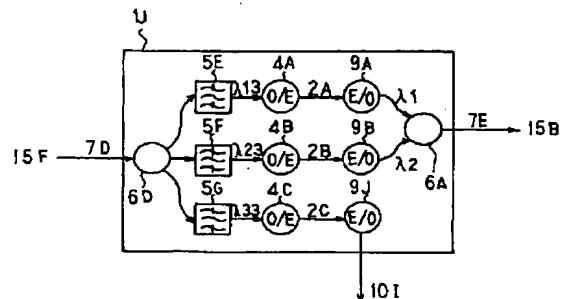 1J
5E 4A 9A
λ13 O/E 2A E/O λ1
5F 4B 9B
15F 7D λ23 O/E 2B E/O λ2 7E 15B
6D 5G 4C 9J 6A
λ33 O/E 2C E/O
10I